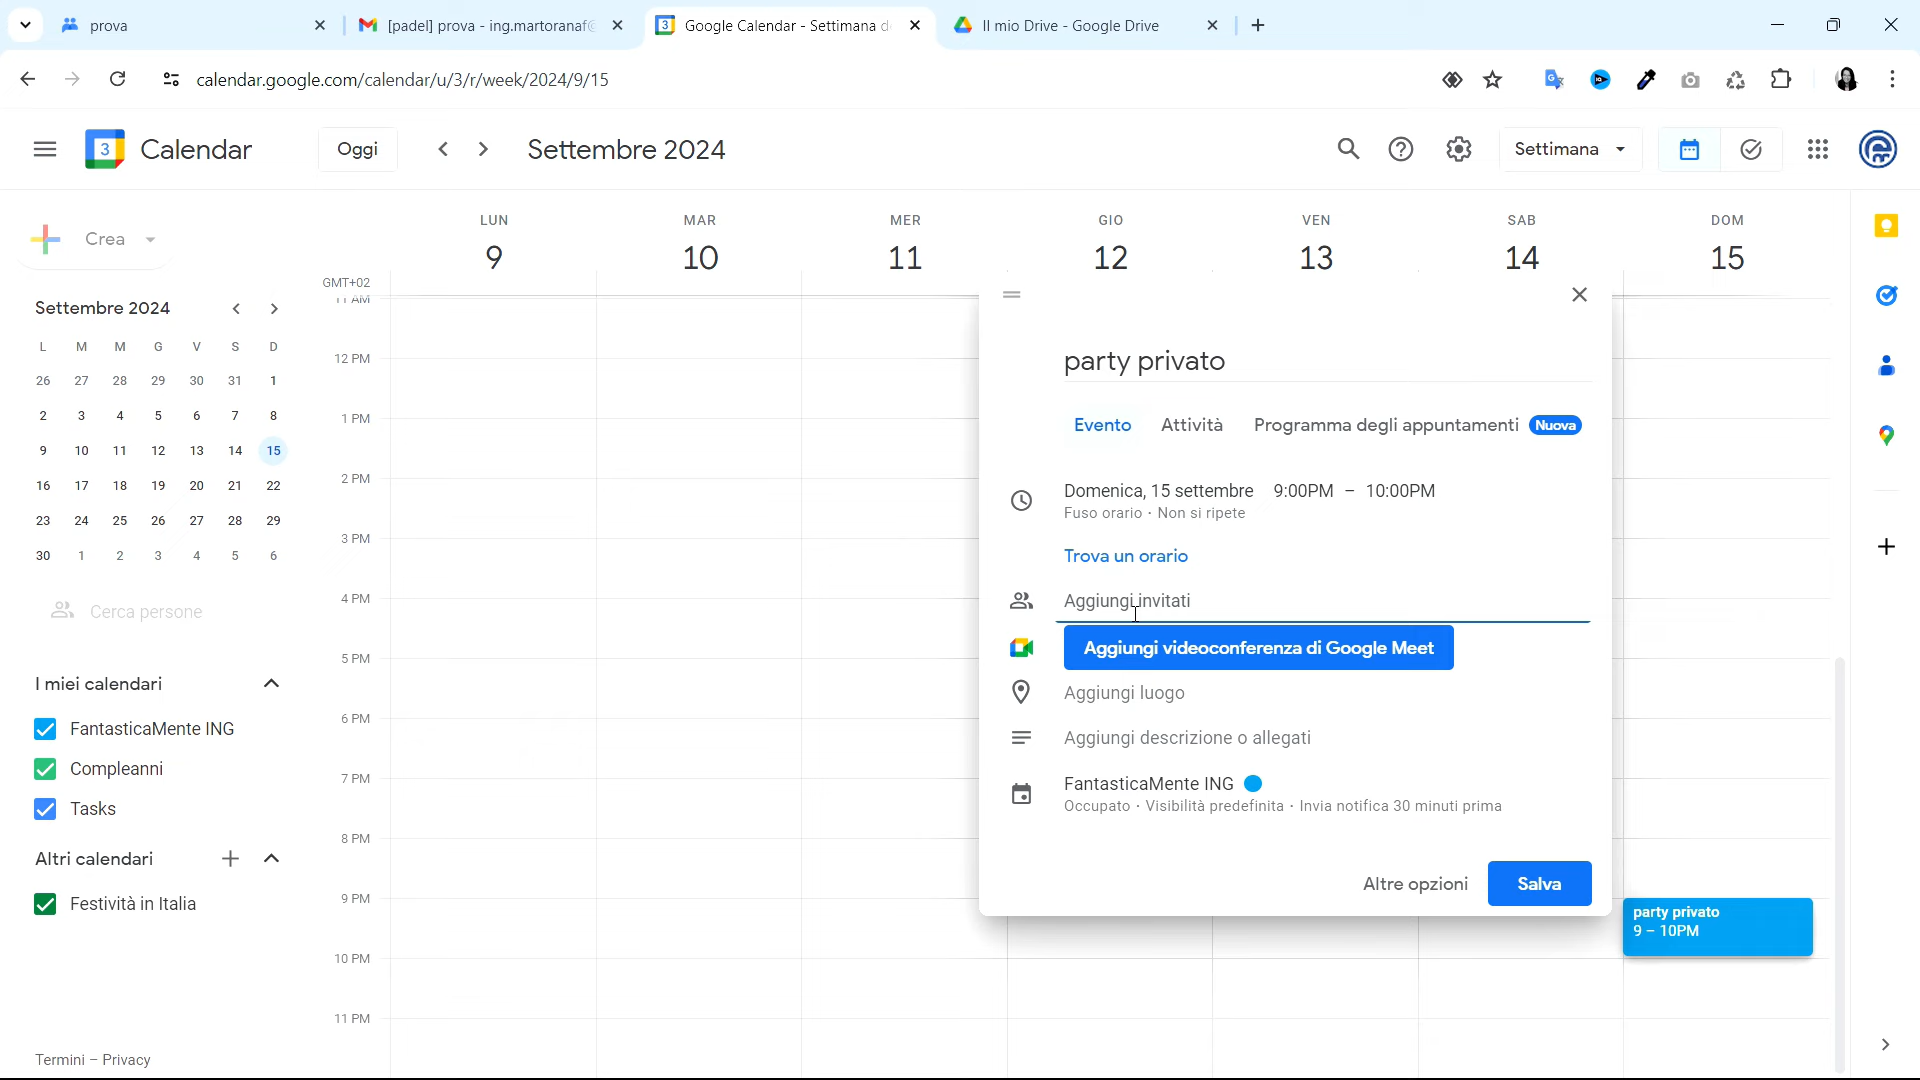 prova
[padel] prova - ing.martoranaf@
Google Calendar - Settimana d
Il mio Drive - Google Drive
calendar.google.com/calendar/u/3/r/week/2024/9/15
3 Calendar
Oggi
Settembre 2024
Settimana
Crea
LUN
9
MAR
10
MER
11
GIO
12
VEN
13
SAB
14
DOM
15
GMT+02
Settembre 2024
L M M G V S D
26 27 28 29 30 31 1
2 3 4 5 6 7 8
9 10 11 12 13 14 15
16 17 18 19 20 21 22
23 24 25 26 27 28 29
30 1 2 3 4 5 6
Cerca persone
I miei calendari
FantasticaMente ING
Compleanni
Tasks
Altri calendari
Festività in Italia
Termini – Privacy
11 AM
12 PM
1 PM
2 PM
3 PM
4 PM
5 PM
6 PM
7 PM
8 PM
9 PM
10 PM
11 PM
party privato
Evento
Attività
Programma degli appuntamenti Nuova
Domenica, 15 settembre 9:00PM – 10:00PM
Fuso orario · Non si ripete
Trova un orario
Aggiungi invitati
Aggiungi videoconferenza di Google Meet
Aggiungi luogo
Aggiungi descrizione o allegati
FantasticaMente ING
Occupato · Visibilità predefinita · Invia notifica 30 minuti prima
Altre opzioni
Salva
party privato
9 – 10PM